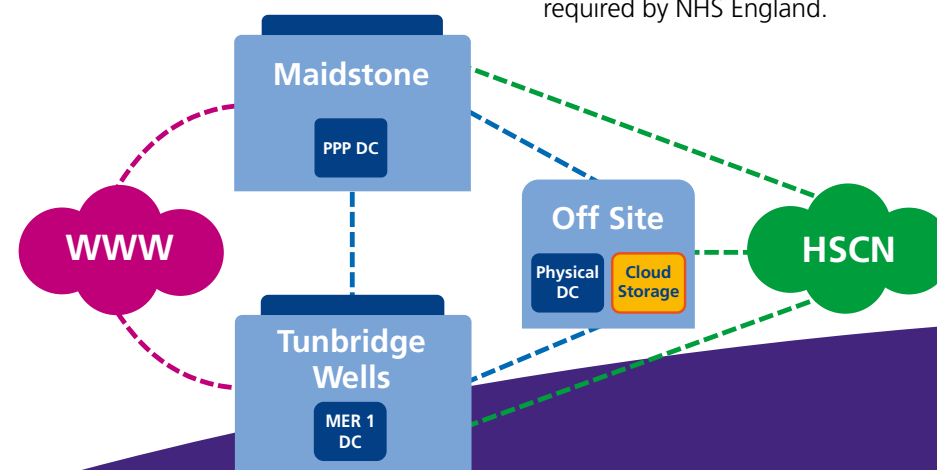 required by NHS England.
Maidstone
PPP DC
WWW
Off Site
Physical
DC
Cloud
Storage
HSCN
Tunbridge
Wells
MER 1
DC